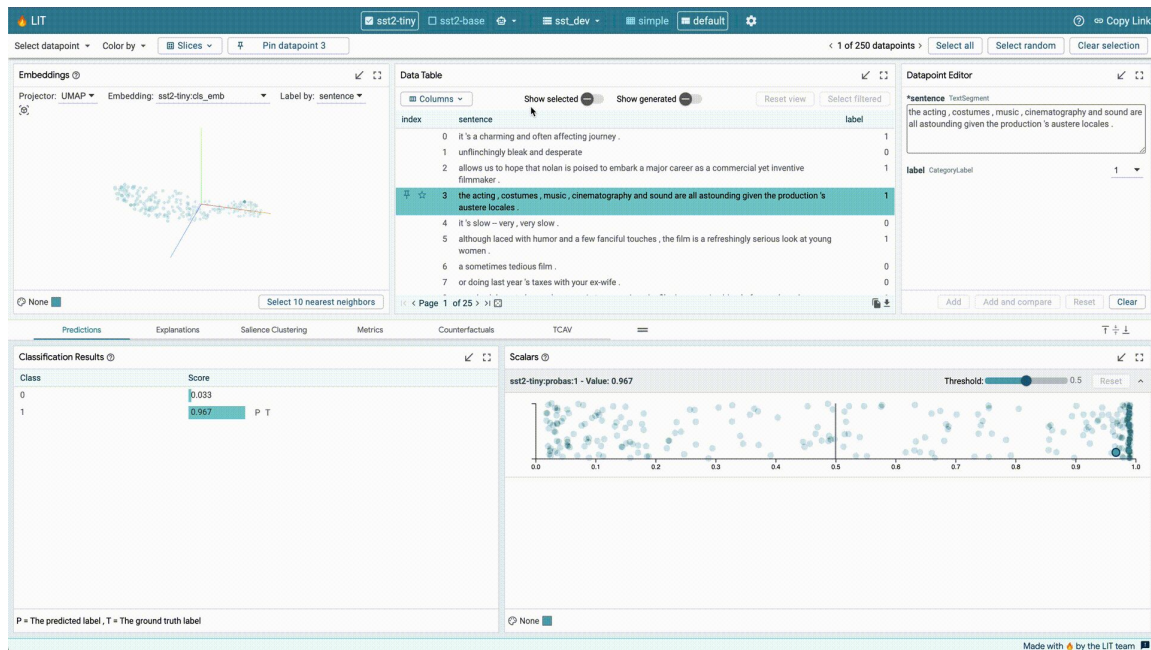 LIT
sst2-tiny sst2-base sst_dev simple default Copy Link
Select datapoint Color by Slices Pin datapoint 3 1 of 250 datapoints Select all Select random Clear selection
Embeddings
Projector: UMAP Embedding: sst2-tiny:cls_emb Label by: sentence
None Select 10 nearest neighbors
Data Table
Columns Show selected Show generated Reset view Select filtered
index sentence label
0 it 's a charming and often affecting journey . 1
1 unflinchingly bleak and desperate 0
2 allows us to hope that nolan is poised to embark a major career as a commercial yet inventive 1
filmmaker .
3 the acting , costumes , music , cinematography and sound are all astounding given the production 's 1
austere locales .
4 it 's slow -- very , very slow . 0
5 although laced with humor and a few fanciful touches , the film is a refreshingly serious look at young 1
women .
6 a sometimes tedious film . 0
7 or doing last year 's taxes with your ex-wife . 0
Page 1 of 25
Datapoint Editor
*sentence TextSegment
the acting , costumes , music , cinematography and sound are
all astounding given the production 's austere locales .
label CategoryLabel 1
Add Add and compare Reset Clear
Predictions Explanations Salience Clustering Metrics Counterfactuals TCAV
Classification Results
Class Score
0 0.033
1 0.967 P T
P = The predicted label , T = The ground truth label
Scalars
sst2-tiny:probas:1 - Value: 0.967 Threshold: 0.5 Reset
0.0 0.1 0.2 0.3 0.4 0.5 0.6 0.7 0.8 0.9 1.0
None
Made with 🔥 by the LIT team